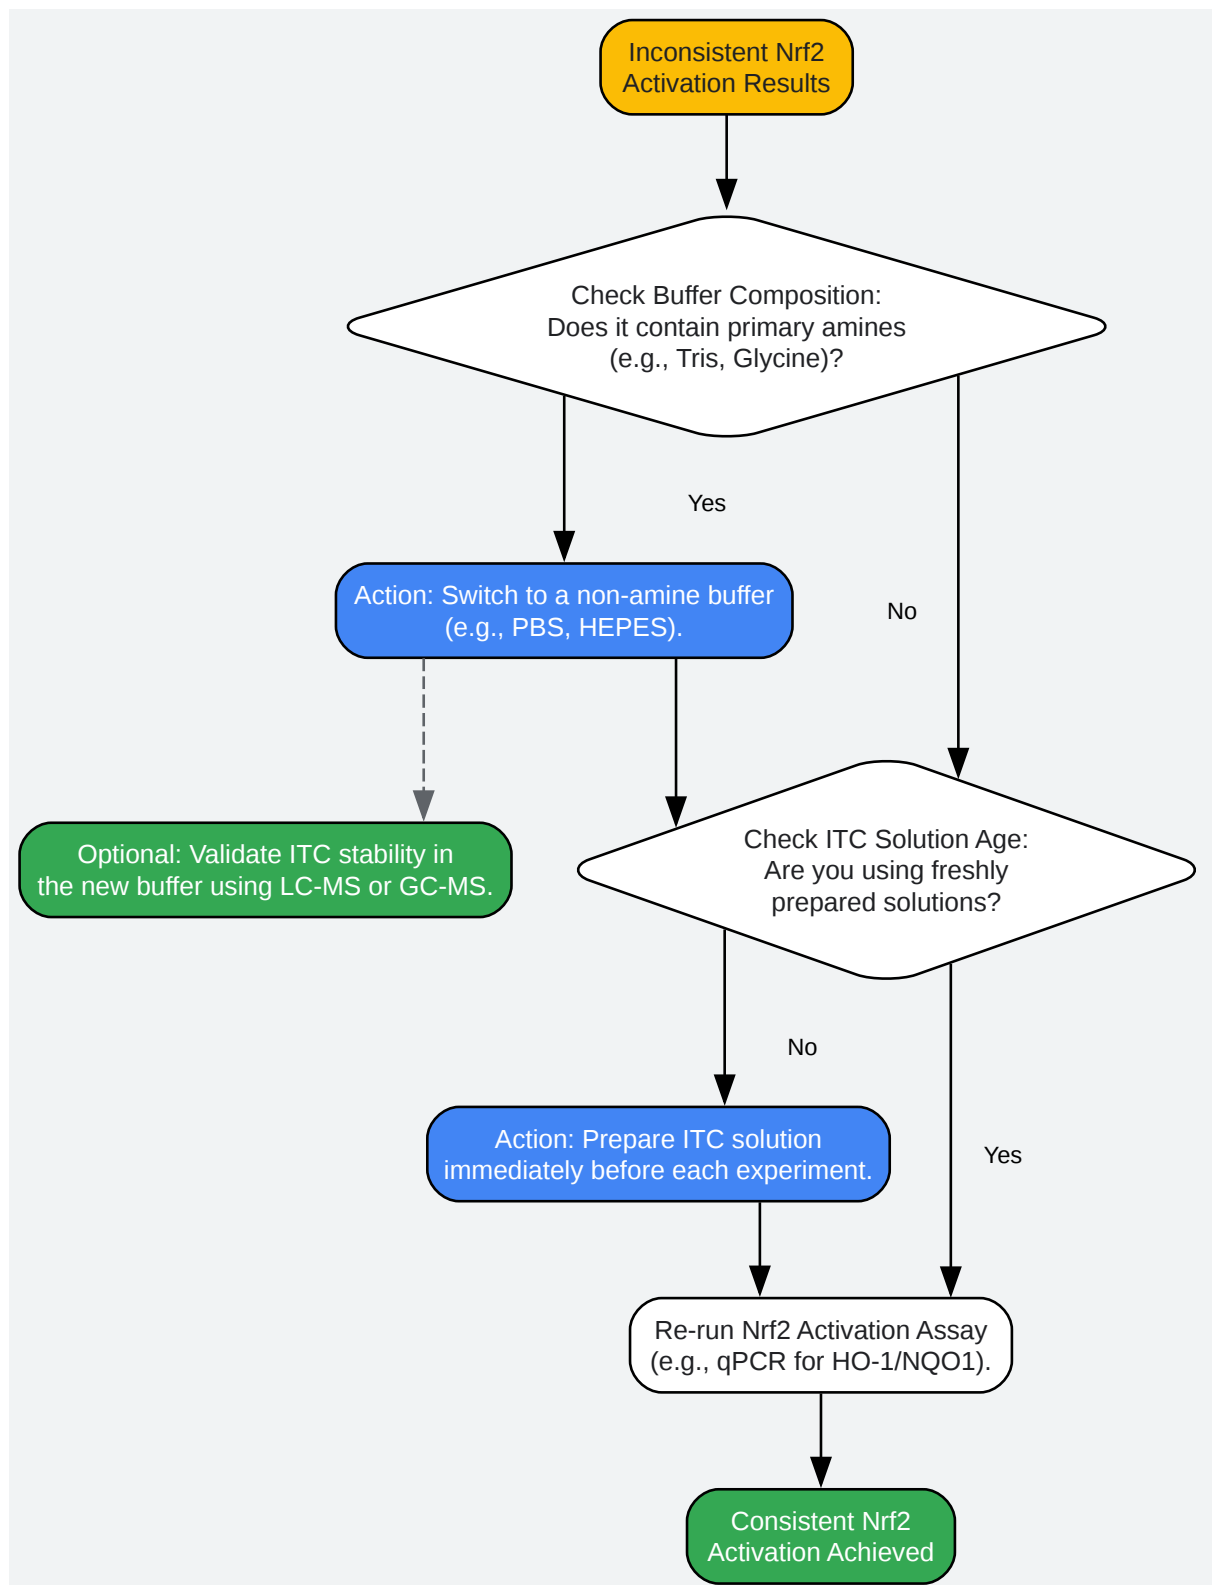 Inconsistent Nrf2
Activation Results
Check Buffer Composition:
Does it contain primary amines
(e.g., Tris, Glycine)?
Yes
Action: Switch to a non-amine buffer
(e.g., PBS, HEPES).
No
Optional: Validate ITC stability in
the new buffer using LC-MS or GC-MS.
Check ITC Solution Age:
Are you using freshly
prepared solutions?
No
Action: Prepare ITC solution
immediately before each experiment.
Yes
Re-run Nrf2 Activation Assay
(e.g., qPCR for HO-1/NQO1).
Consistent Nrf2
Activation Achieved